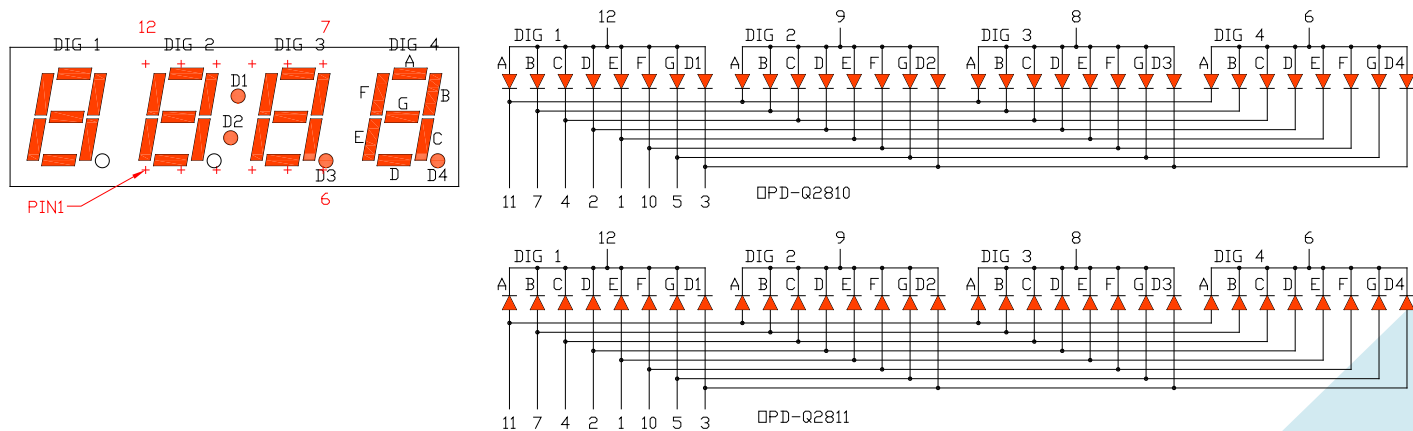 12 7
DIG 1 DIG 2 DIG 3 DIG 4
A
F B
G
D1
D2
E C
D
D3 D4
PIN1
6
12 9 8 6
DIG 1 DIG 2 DIG 3 DIG 4
A B C D E F G D1 A B C D E F G D2 A B C D E F G D3 A B C D E F G D4
11 7 4 2 1 10 5 3
OPD-Q2810
12 9 8 6
DIG 1 DIG 2 DIG 3 DIG 4
A B C D E F G D1 A B C D E F G D2 A B C D E F G D3 A B C D E F G D4
11 7 4 2 1 10 5 3
OPD-Q2811